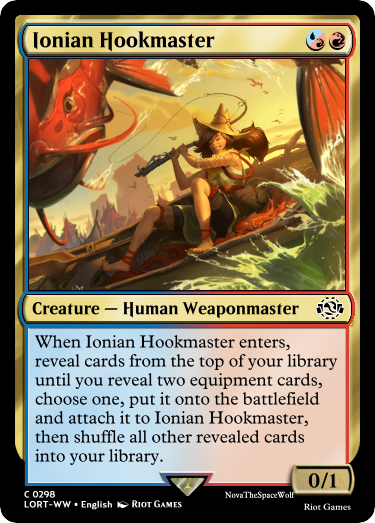 Ionian Hookmaster
Creature — Human Weaponmaster
When Ionian Hookmaster enters,
reveal cards from the top of your library
until you reveal two equipment cards,
choose one, put it onto the battlefield
and attach it to Ionian Hookmaster,
then shuffle all other revealed cards
into your library.
0/1
C 0298
LORT-WW • English Riot Games
NovaTheSpaceWolf
Riot Games